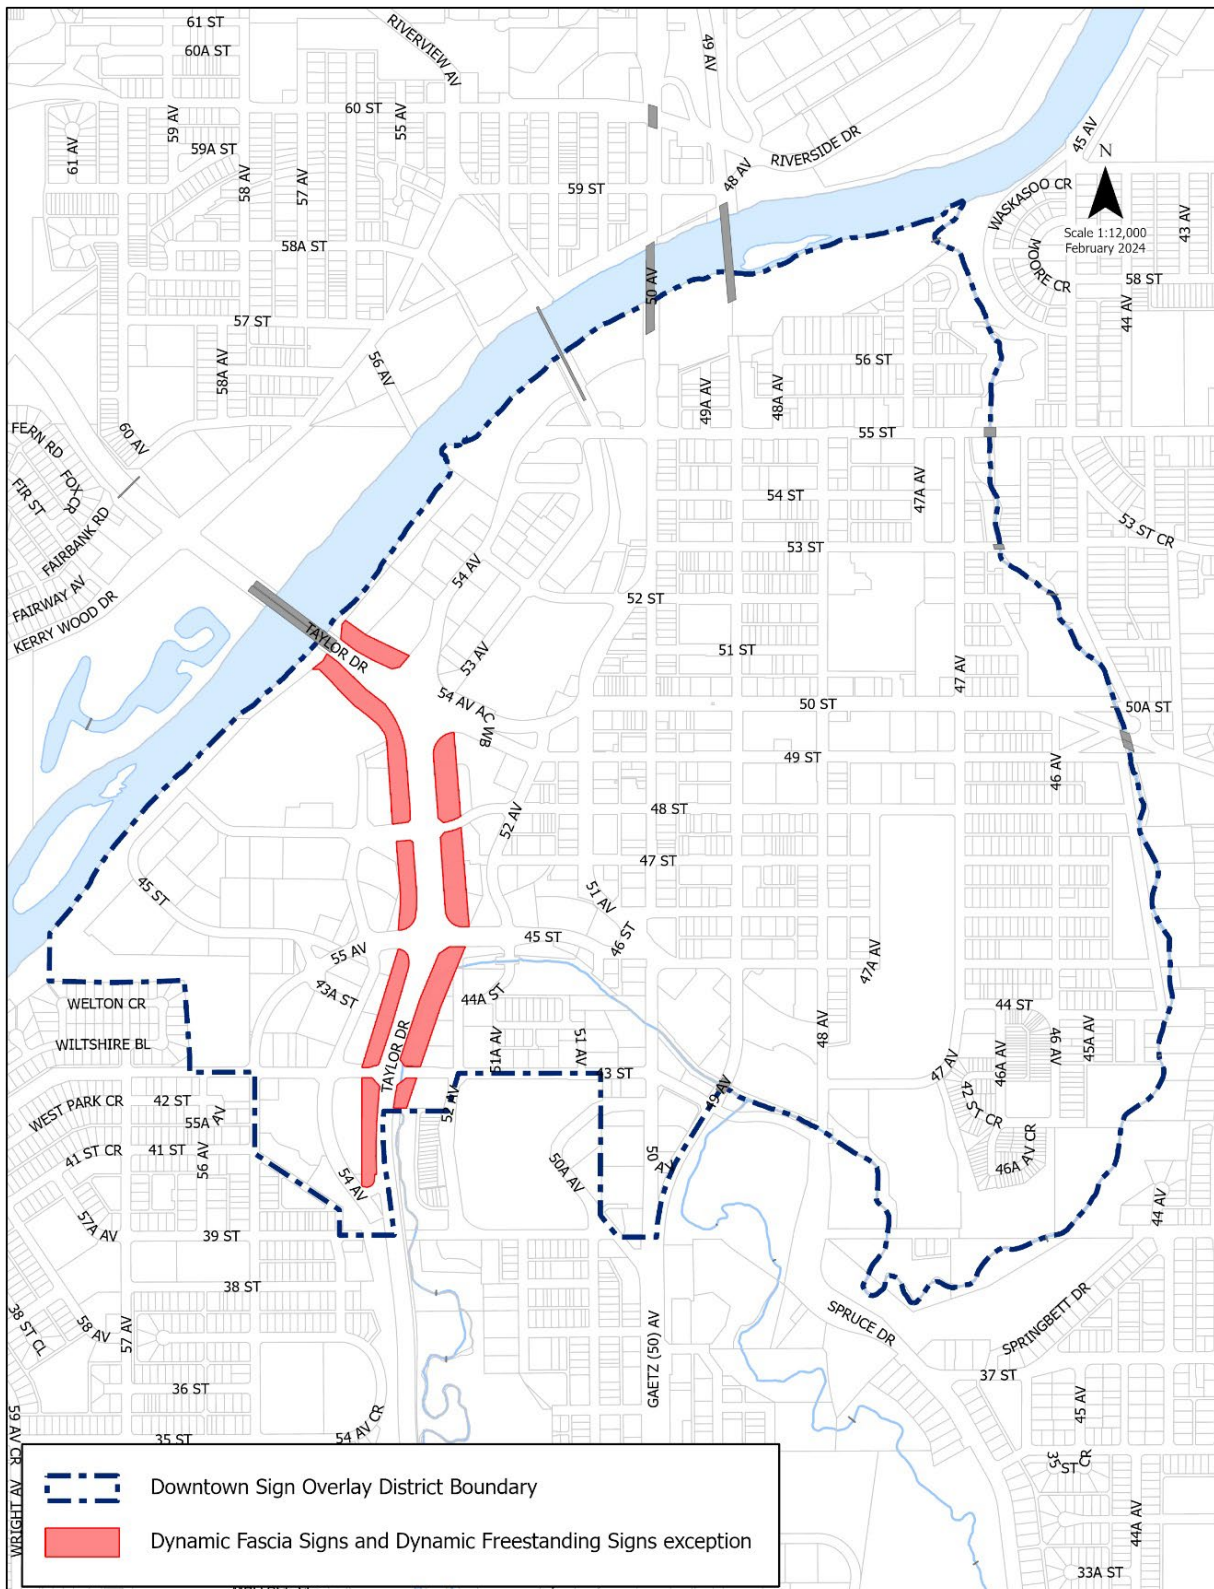 61 ST
60A ST
RIVERVIEW AV
49 AV
59 AV
60 ST
55 AV
61 AV
59A ST
58 AV
57 AV
RIVERSIDE DR
45 AV
48 AV
59 ST
N
WASKASOO CR
43 AV
Scale 1:12,000
February 2024
58A ST
MOORE CR
58 ST
50 AV
44 AV
57 ST
58A AV
56 AV
56 ST
49A AV
48A AV
60 AV
FERN RD
55 ST
FOX CR
FIR ST
54 ST
47A AV
53 ST CR
FAIRBANK RD
53 ST
54 AV
FAIRWAY AV
KERRY WOOD DR
52 ST
TAYLOR DR
53 AV
51 ST
47 AV
54 AV AC
WB
50 ST
50A ST
49 ST
46 AV
48 ST
52 AV
47 ST
45 ST
51 AV
45 ST
46 ST
55 AV
47A AV
43A ST
44A ST
WELTON CR
44 ST
TAYLOR DR
48 AV
WILTSHIRE BL
51A AV
51 AV
46 AV
45A AV
46A AV
47 AV
43 ST
49 AV
42 ST CR
WEST PARK CR
42 ST
52 AV
55A AV
41 ST CR
41 ST
56 AV
50 AV
46A AV CR
50A AV
54 AV
57A AV
44 AV
39 ST
38 ST
38 ST CL
58 AV
57 AV
SPRUCE DR
SPRINGBETT DR
GAETZ (50) AV
37 ST
36 ST
45 AV
59 AV CR
35 ST
54 AV CR
35 ST CR
WRIGHT AV
Downtown Sign Overlay District Boundary
44A AV
Dynamic Fascia Signs and Dynamic Freestanding Signs exception
33A ST